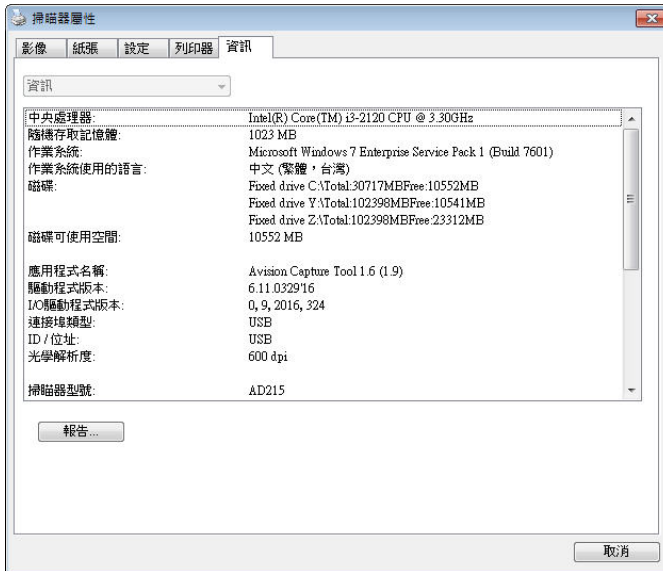 掃瞄器屬性
影像 紙張 設定 列印器 資訊
資訊
中央處理器: Intel(R) Core(TM) i3-2120 CPU @ 3.30GHz
隨機存取記憶體: 1023 MB
作業系統: Microsoft Windows 7 Enterprise Service Pack 1 (Build 7601)
作業系統使用的語言: 中文 (繁體，台灣)
磁碟: Fixed drive C:\Total:30717MBFree:10552MB
Fixed drive Y:\Total:102398MBFree:10541MB
Fixed drive Z:\Total:102398MBFree:23312MB
磁碟可使用空間: 10552 MB
應用程式名稱: Avision Capture Tool 1.6 (1.9)
驅動程式版本: 6.11.0329'16
I/O驅動程式版本: 0, 9, 2016, 324
連接埠類型: USB
ID / 位址: USB
光學解析度: 600 dpi
掃瞄器型號: AD215
報告...
取消